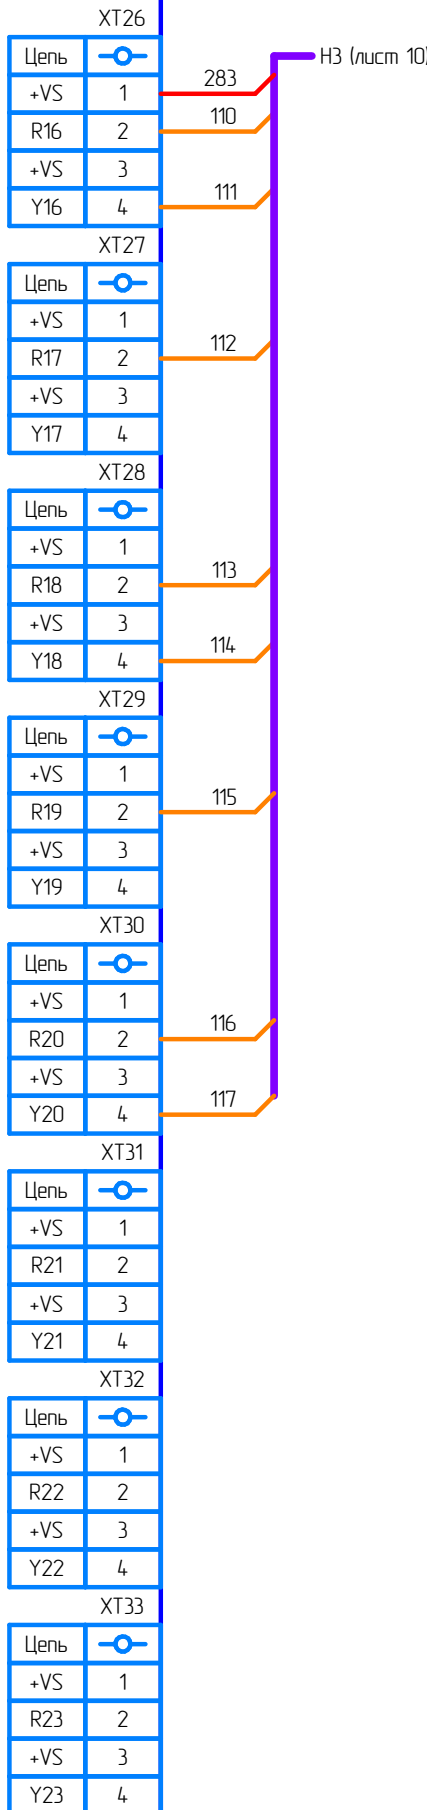 XT26
Цепь
Н3 (лист 10)
+VS 1 283
R16 2 110
+VS 3
Y16 4 111
XT27
Цепь
+VS 1
R17 2 112
+VS 3
Y17 4
XT28
Цепь
+VS 1
R18 2 113
+VS 3
Y18 4 114
XT29
Цепь
+VS 1
R19 2 115
+VS 3
Y19 4
XT30
Цепь
+VS 1
R20 2 116
+VS 3
Y20 4 117
XT31
Цепь
+VS 1
R21 2
+VS 3
Y21 4
XT32
Цепь
+VS 1
R22 2
+VS 3
Y22 4
XT33
Цепь
+VS 1
R23 2
+VS 3
Y23 4